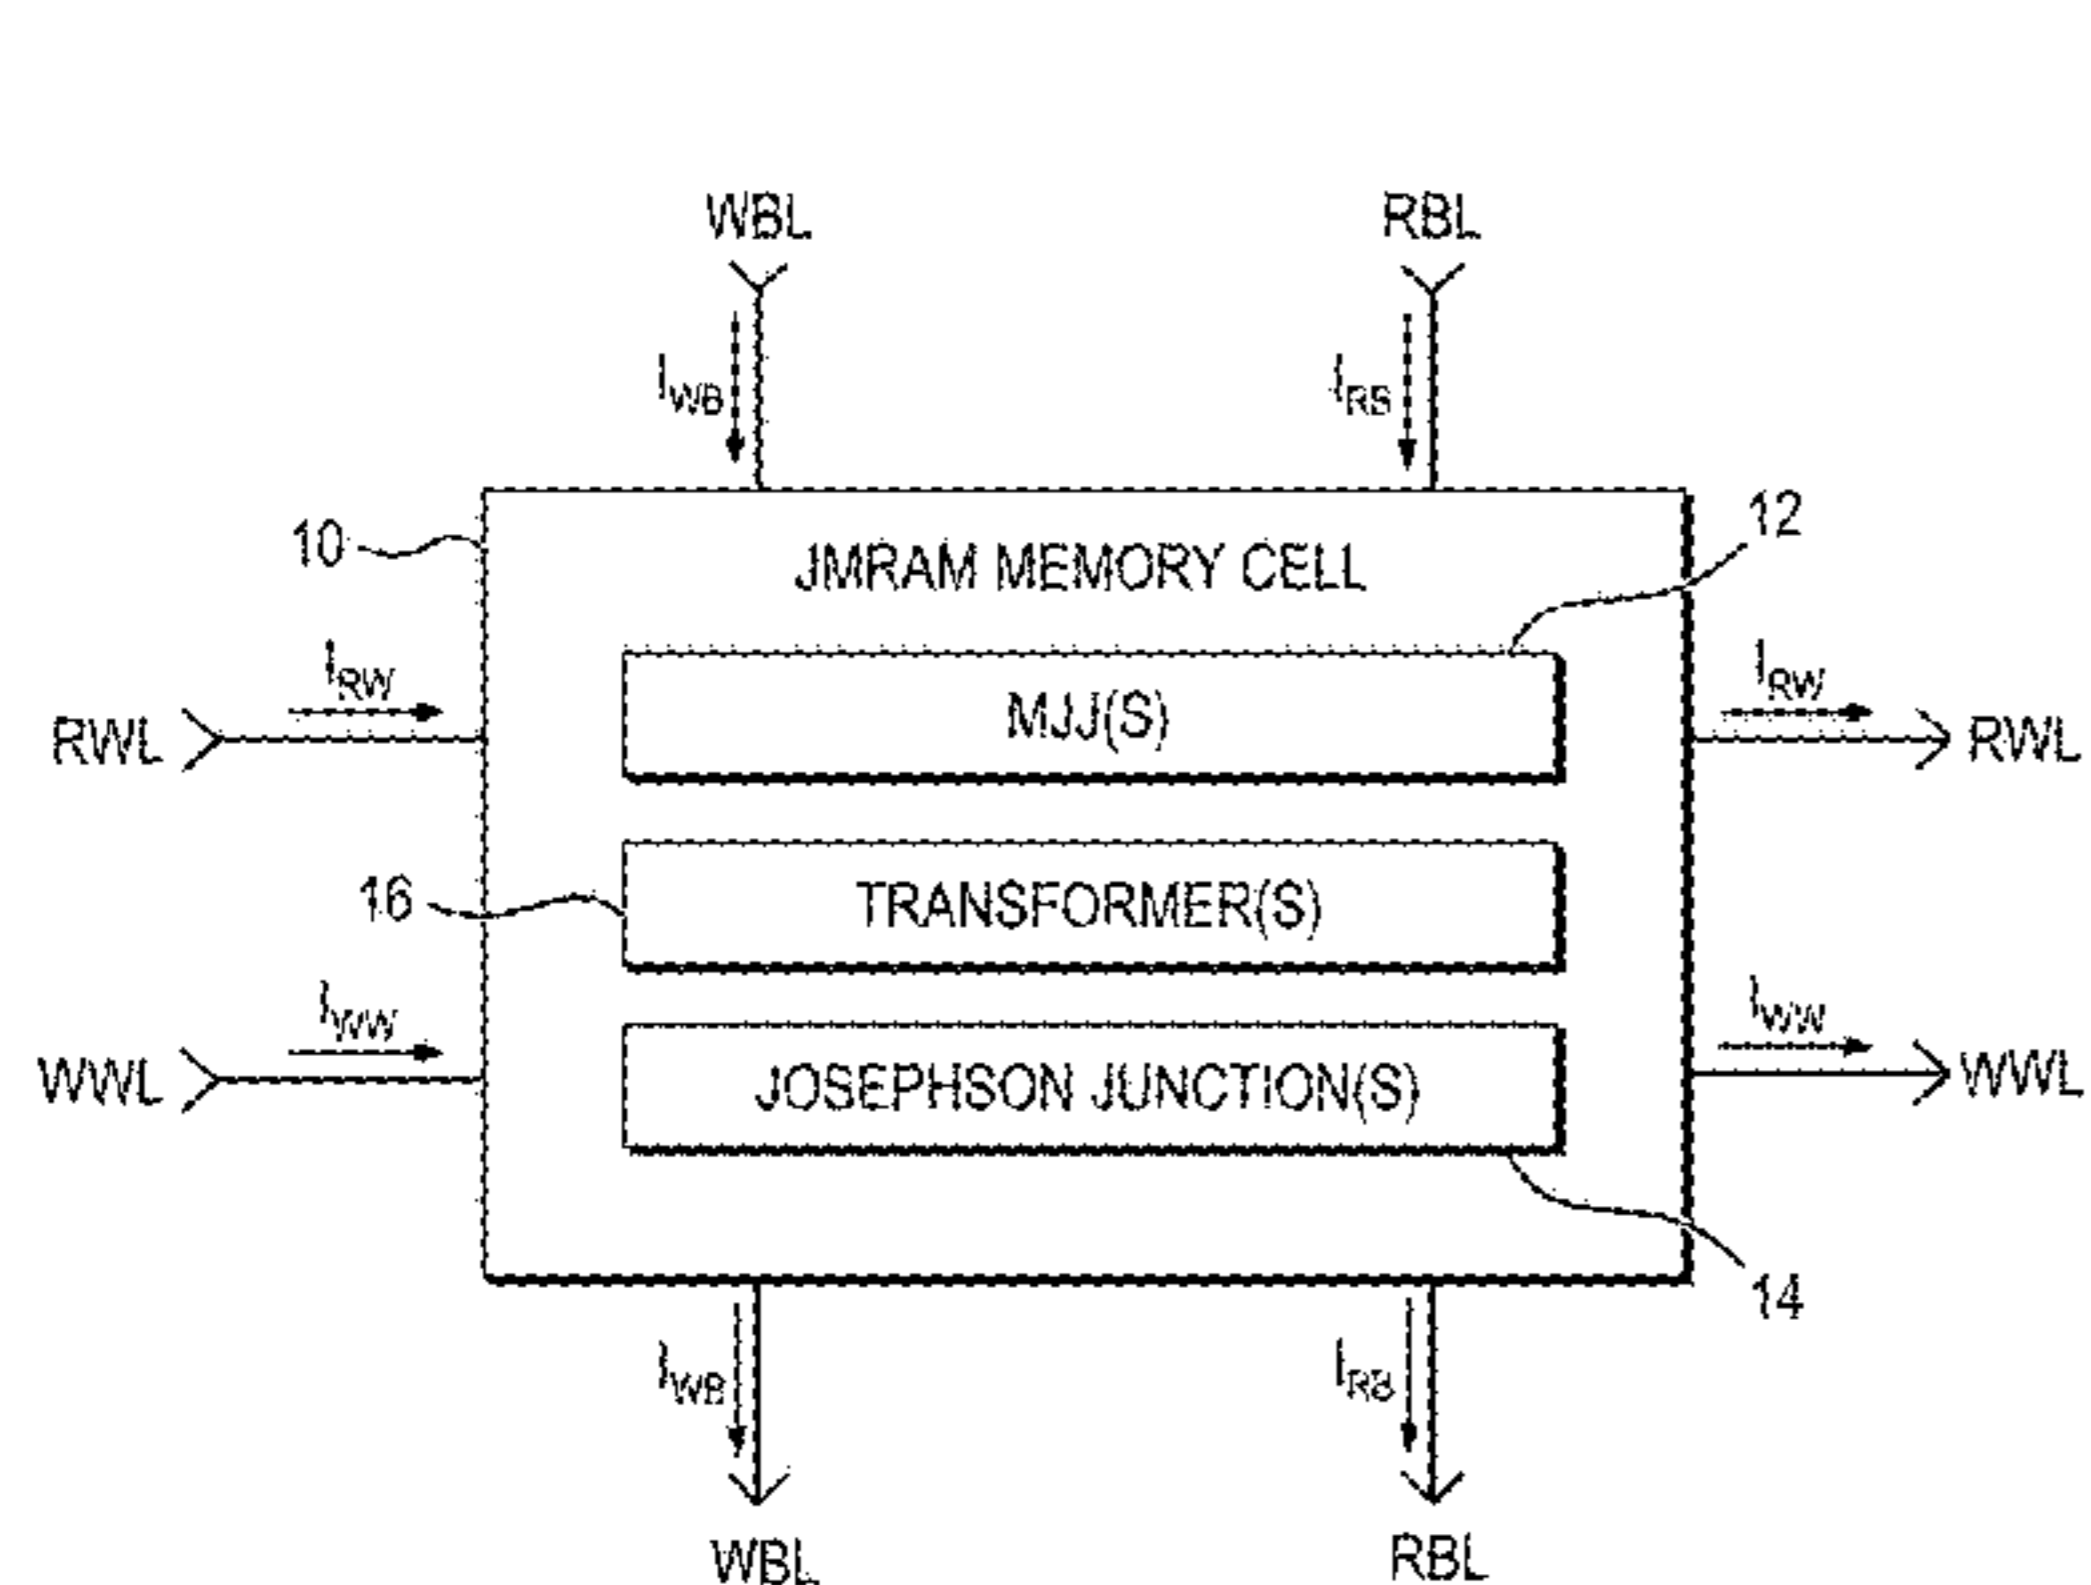 WBL RBL
I_WB I_RB
10 JMRAM MEMORY CELL 12
I_RW I_RW
RWL MJJ(S) RWL
16 TRANSFORMER(S)
I_WW I_WW
WWL JOSEPHSON JUNCTION(S) WWL
14
I_WB I_RB
WBL RBL